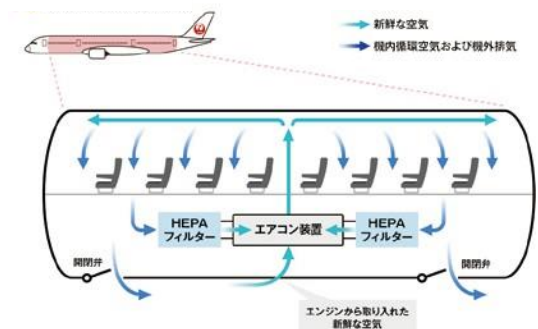 新鮮な空気
機内循環空気および機外排気
HEPA
フィルター
エアコン装置
HEPA
フィルター
開閉弁
開閉弁
エンジンから取り入れた
新鮮な空気